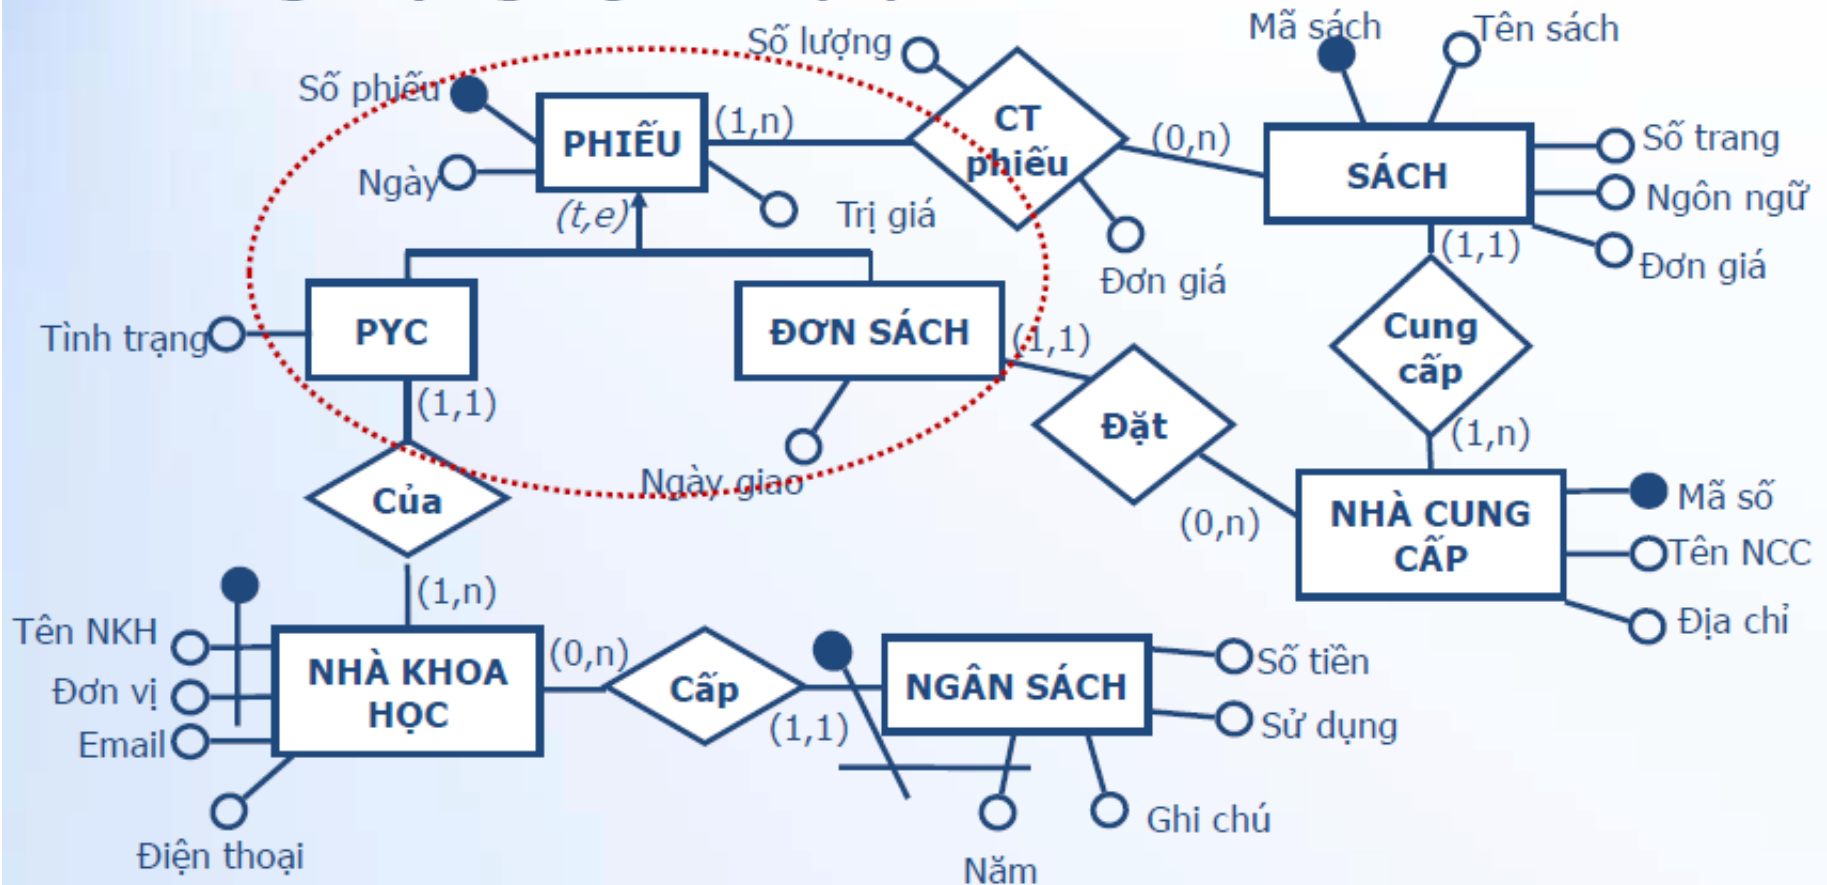 Số lượng
Mã sách
Tên sách
Số phiếu
PHIẾU
(1,n)
CT
phiếu
(0,n)
SÁCH
Số trang
Ngày
Ngôn ngữ
(t,e)
Trị giá
Đơn giá
(1,1)
Đơn giá
Tình trạng
PYC
ĐƠN SÁCH
(1,1)
Cung
cấp
(1,1)
Đặt
(1,n)
Ngày giao
Của
(0,n)
NHÀ CUNG
CẤP
Mã số
Tên NCC
Địa chỉ
(1,n)
Tên NKH
Đơn vị
Email
NHÀ KHOA
HỌC
(0,n)
Cấp
(1,1)
NGÂN SÁCH
Số tiền
Sử dụng
Điện thoại
Năm
Ghi chú